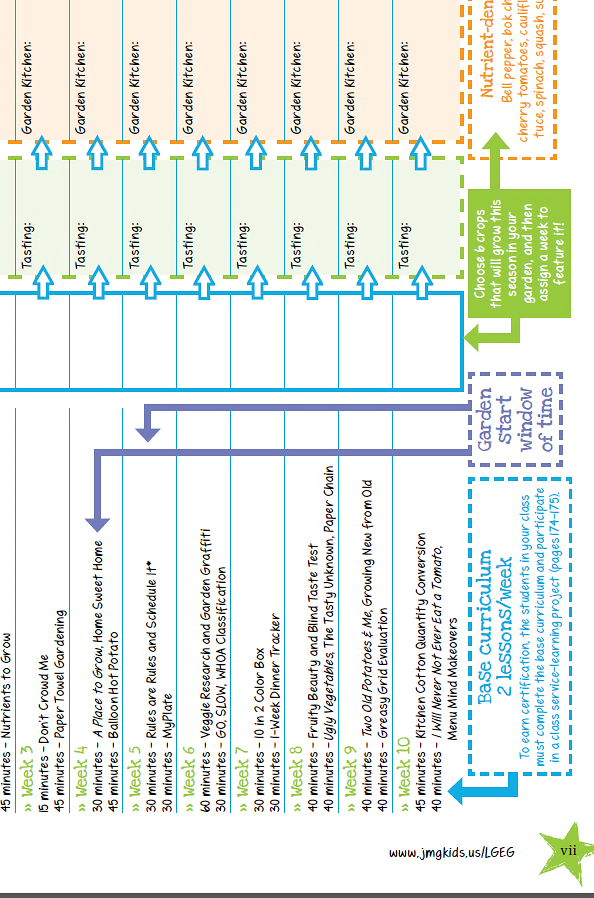 45 minutes – Nutrients to Grow
» Week 3
15 minutes – Don't Crowd Me
45 minutes – Paper Towel Gardening
» Week 4
30 minutes – A Place to Grow, Home Sweet Home
45 minutes – Balloon Hot Potato
» Week 5
30 minutes – Rules are Rules and Schedule It*
30 minutes – MyPlate
» Week 6
60 minutes – Veggie Research and Garden Graffiti
30 minutes – GO, SLOW, WHOA Classification
» Week 7
30 minutes – 10 in 2 Color Box
30 minutes – 1-Week Dinner Tracker
» Week 8
40 minutes – Fruity Beauty and Blind Taste Test
40 minutes – Ugly Vegetables, The Tasty Unknown, Paper Chain
» Week 9
40 minutes – Two Old Potatoes & Me, Growing New from Old
40 minutes – Greasy Grid Evaluation
» Week 10
45 minutes – Kitchen Cotton Quantity Conversion
40 minutes – I Will Never Not Ever Eat a Tomato,
Menu Mind Makeovers
Tasting:
Tasting:
Tasting:
Tasting:
Tasting:
Tasting:
Tasting:
Tasting:
Garden Kitchen:
Garden Kitchen:
Garden Kitchen:
Garden Kitchen:
Garden Kitchen:
Garden Kitchen:
Garden Kitchen:
Garden Kitchen:
Base curriculum
2 lessons/week
To earn certification, the students in your class
must complete the base curriculum and participate
in a class service-learning project (pages 174-175).
Garden
start
window
of time
Choose 6 crops
that will grow this
season in your
garden, and then
assign a week to
feature it!
Bell pepper, bok
cherry tomatoes,
tuce, spinach, squash,
www.jmgkids.us/LGEG
vii